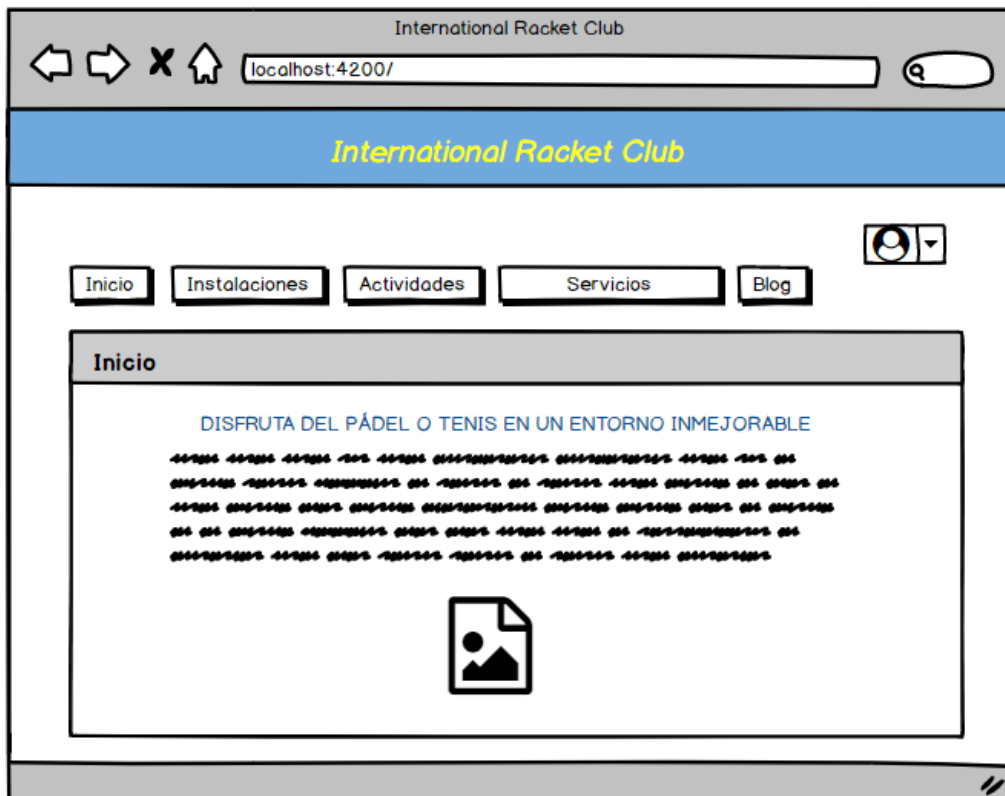 International Racket Club
localhost:4200/
International Racket Club
Inicio
Instalaciones
Actividades
Servicios
Blog
Inicio
DISFRUTA DEL PÁDEL O TENIS EN UN ENTORNO INMEJORABLE